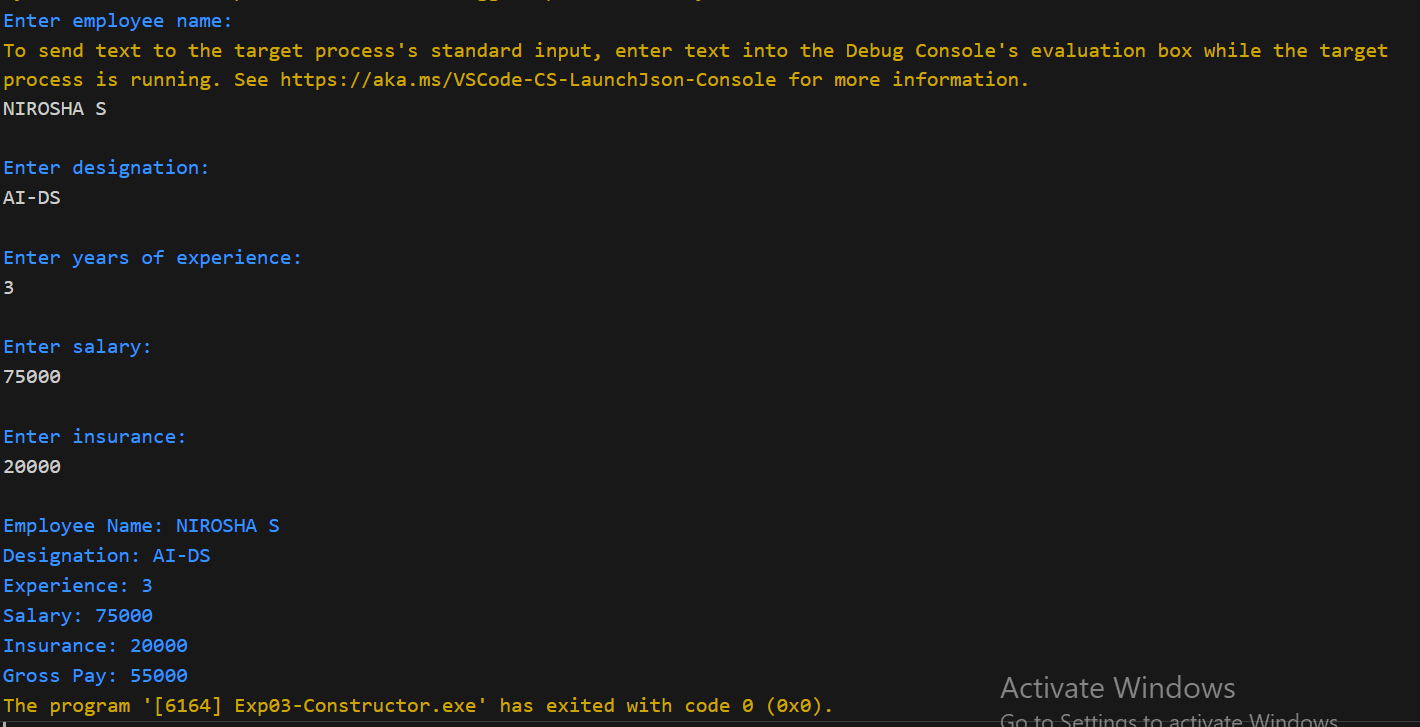 Enter employee name:
To send text to the target process's standard input, enter text into the Debug Console's evaluation box while the target
process is running. See https://aka.ms/VSCode-CS-LaunchJson-Console for more information.
NIROSHA S
Enter designation:
AI-DS
Enter years of experience:
3
Enter salary:
75000
Enter insurance:
20000
Employee Name: NIROSHA S
Designation: AI-DS
Experience: 3
Salary: 75000
Insurance: 20000
Gross Pay: 55000
The program '[6164] Exp03-Constructor.exe' has exited with code 0 (0x0).
Activate Windows
Go to Settings to activate Windows.